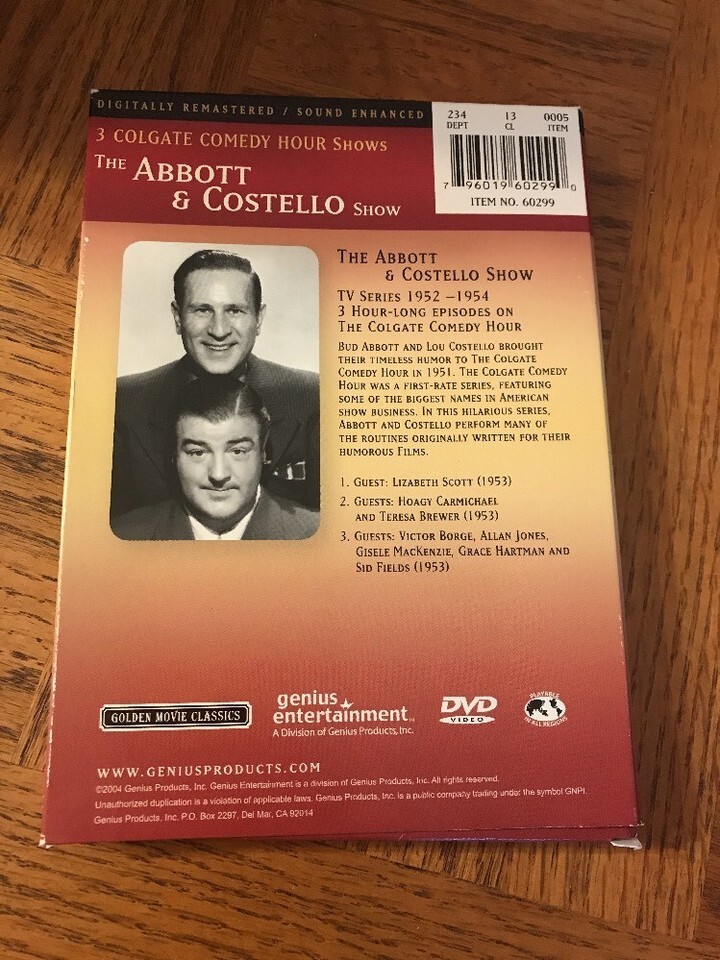 DIGITALLY REMASTERED / SOUND ENHANCED
3 COLGATE COMEDY HOUR SHOWS
THE ABBOTT
& COSTELLO SHOW
234 13 0005
DEPT CL ITEM
7 96019 60299 0
ITEM NO. 60299
THE ABBOTT
& COSTELLO SHOW
TV SERIES 1952 –1954
3 HOUR-LONG EPISODES ON
THE COLGATE COMEDY HOUR
BUD ABBOTT AND LOU COSTELLO BROUGHT
THEIR TIMELESS HUMOR TO THE COLGATE
COMEDY HOUR IN 1951. THE COLGATE COMEDY
HOUR WAS A FIRST-RATE SERIES, FEATURING
SOME OF THE BIGGEST NAMES IN AMERICAN
SHOW BUSINESS. IN THIS HILARIOUS SERIES,
ABBOTT AND COSTELLO PERFORM MANY OF
THE ROUTINES ORIGINALLY WRITTEN FOR THEIR
HUMOROUS FILMS.
1. GUEST: LIZABETH SCOTT (1953)
2. GUESTS: HOAGY CARMICHAEL
AND TERESA BREWER (1953)
3. GUESTS: VICTOR BORGE, ALLAN JONES,
GISELE MACKENZIE, GRACE HARTMAN AND
SID FIELDS (1953)
GOLDEN MOVIE CLASSICS
genius
entertainment™
A Division of Genius Products, Inc.
DVD
VIDEO
PLAYABLE
IN ALL REGIONS
WWW.GENIUSPRODUCTS.COM
©2004 Genius Products, Inc. Genius Entertainment is a division of Genius Products, Inc. All rights reserved.
Unauthorized duplication is a violation of applicable laws. Genius Products, Inc. is a public company trading under the symbol GNPI.
Genius Products, Inc. P.O. Box 2297, Del Mar, CA 92014